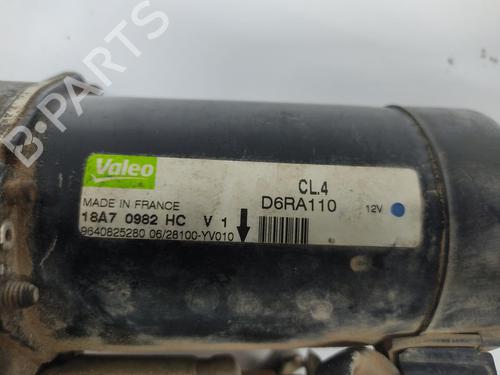 B-PARTS
Valeo
CL.4
MADE IN FRANCE
D6RA110
12V
18A7 0982 HC V 1
9640825280 06/28100-YV010